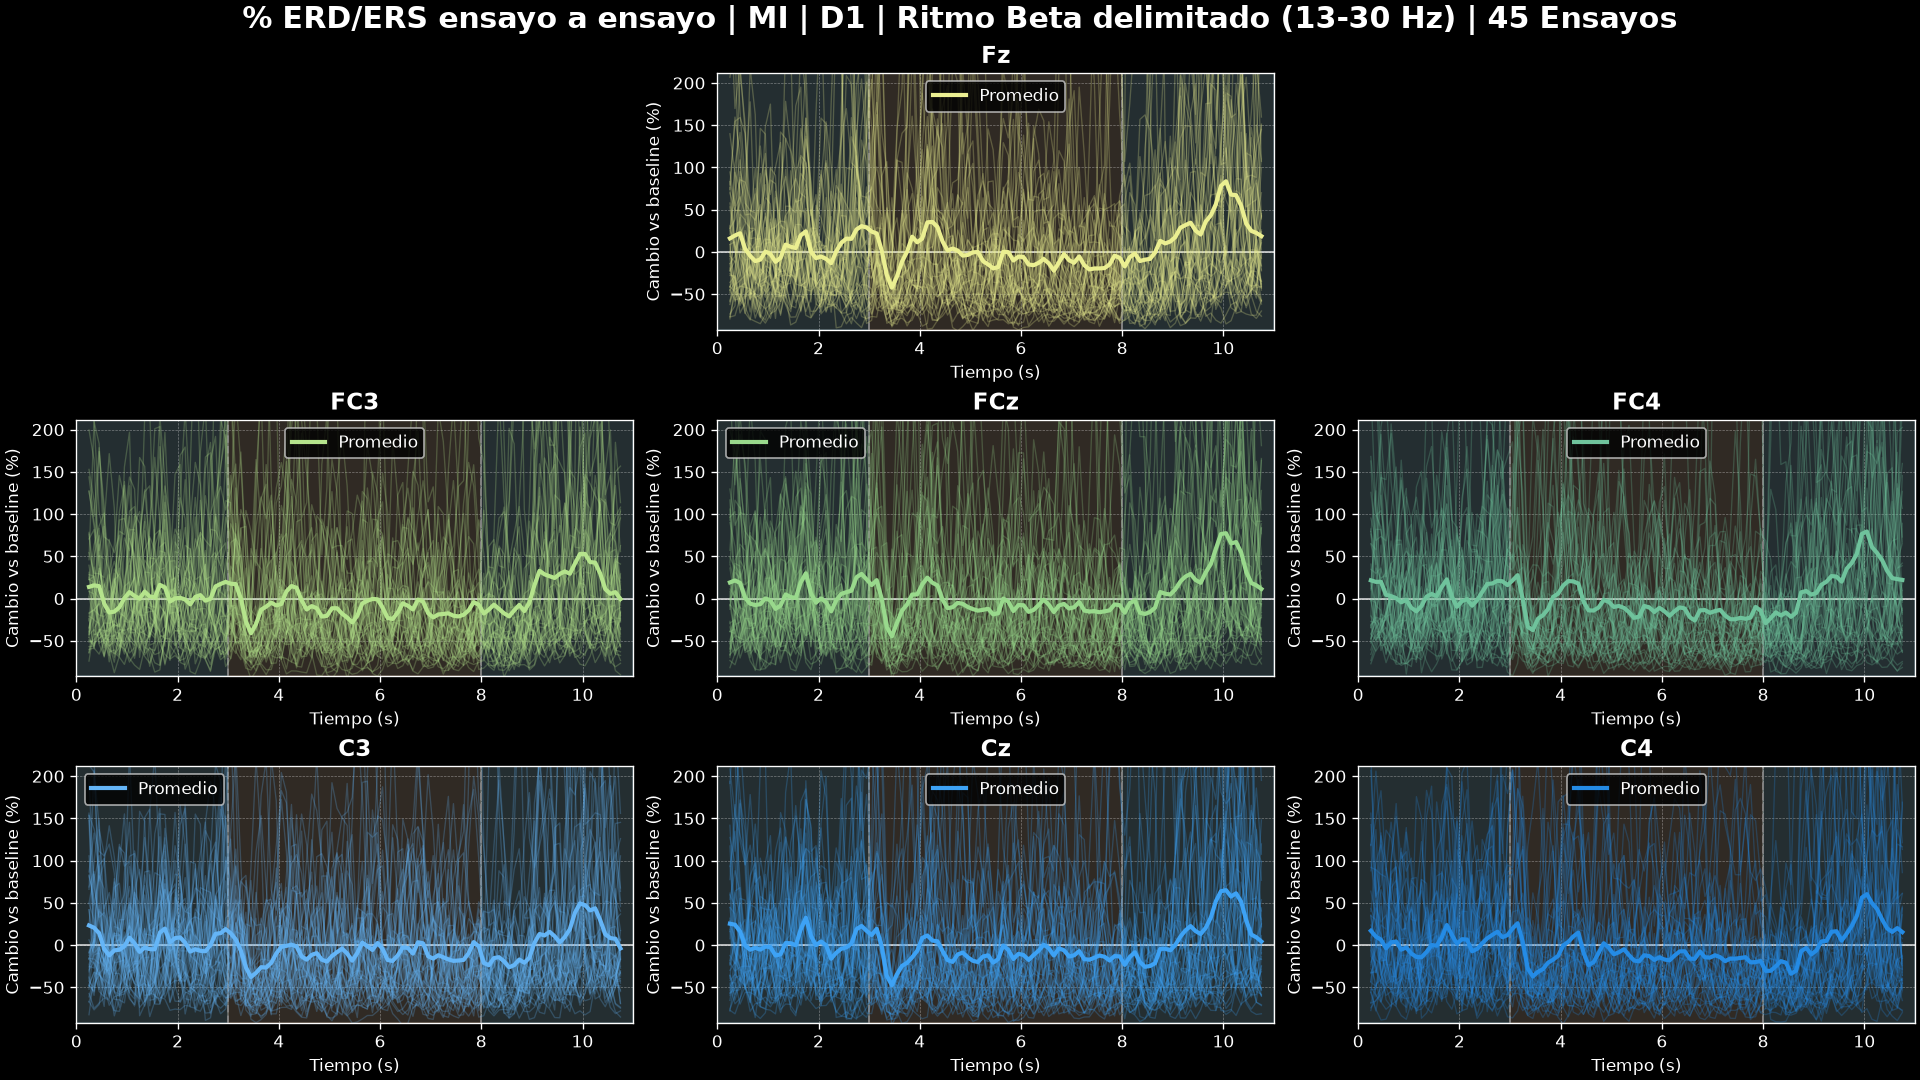 % ERD/ERS ensayo a ensayo | MI | D1 | Ritmo Beta delimitado (13-30 Hz) | 45 Ensayos
Fz
Cambio vs baseline (%)
200
150
100
50
0
−50
Promedio
0 2 4 6 8 10
Tiempo (s)
FC3
Cambio vs baseline (%)
200
150
100
50
0
−50
Promedio
0 2 4 6 8 10
Tiempo (s)
FCz
Cambio vs baseline (%)
200
150
100
50
0
−50
Promedio
0 2 4 6 8 10
Tiempo (s)
FC4
Cambio vs baseline (%)
200
150
100
50
0
−50
Promedio
0 2 4 6 8 10
Tiempo (s)
C3
Cambio vs baseline (%)
200
150
100
50
0
−50
Promedio
0 2 4 6 8 10
Tiempo (s)
Cz
Cambio vs baseline (%)
200
150
100
50
0
−50
Promedio
0 2 4 6 8 10
Tiempo (s)
C4
Cambio vs baseline (%)
200
150
100
50
0
−50
Promedio
0 2 4 6 8 10
Tiempo (s)